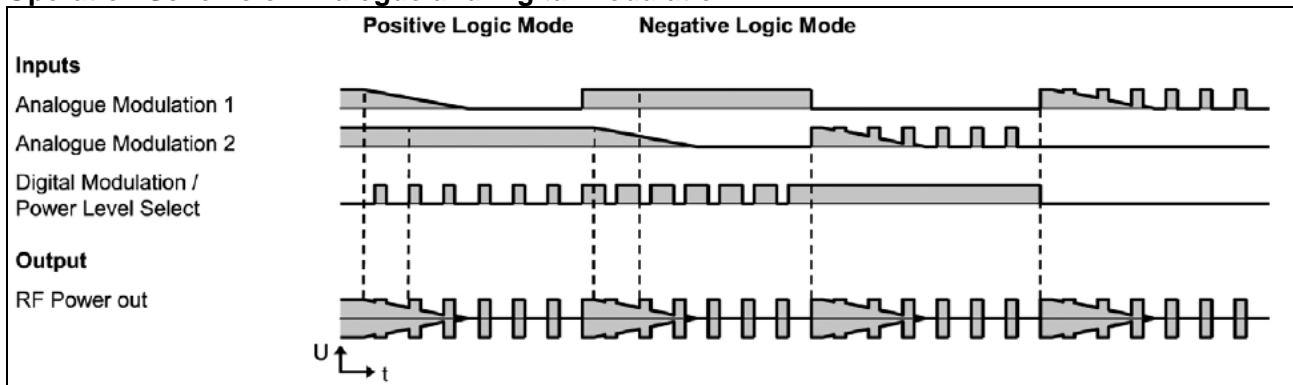 Positive Logic Mode Negative Logic Mode
Inputs
Analogue Modulation 1
Analogue Modulation 2
Digital Modulation /
Power Level Select
Output
RF Power out
U
t